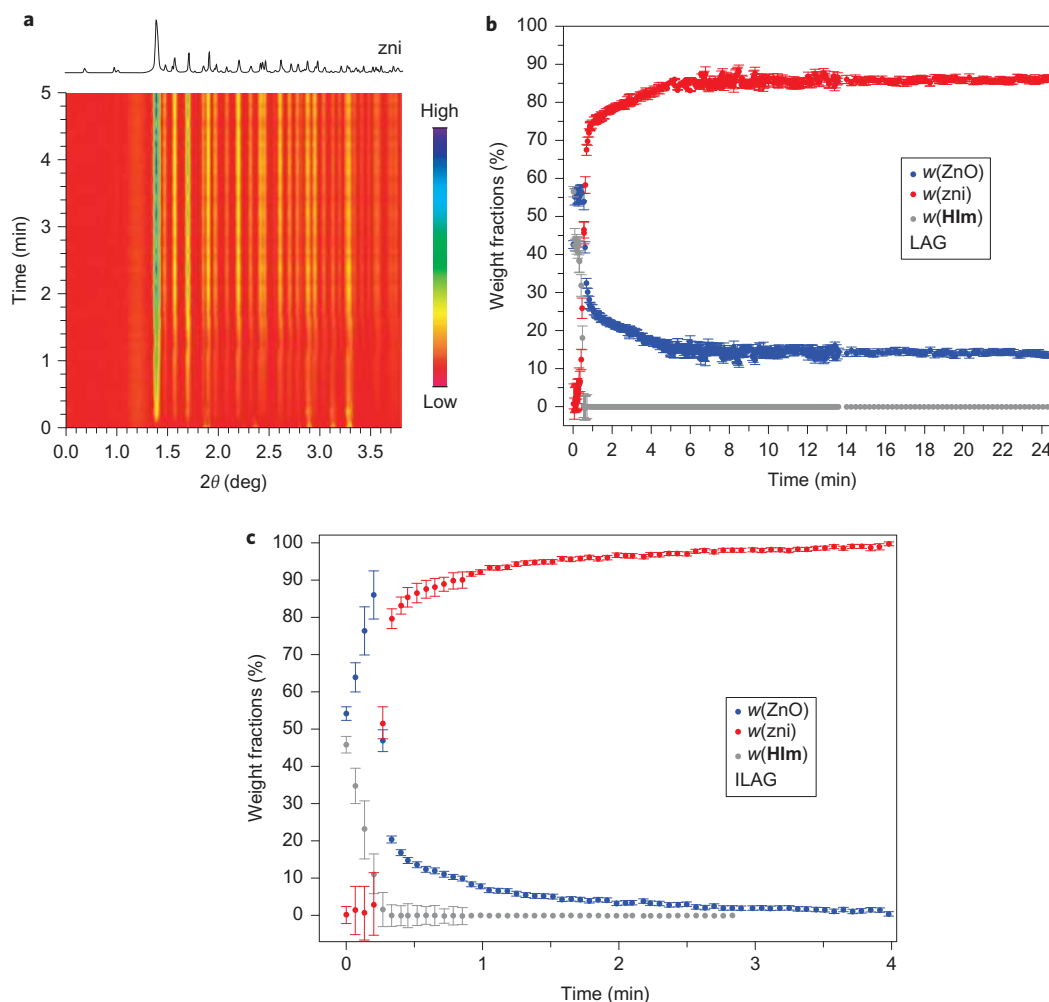 a
zni
5
4
3
2
1
0
Time (min)
0.0 1.0 1.5 2.0 2.5 3.0 3.5
2θ (deg)
High
Low
b
100
90
80
70
60
50
40
30
20
10
0
Weight fractions (%)
w(ZnO)
w(zni)
w(HIm)
LAG
0 2 4 6 8 10 12 14 16 18 20 22 24
Time (min)
c
100
90
80
70
60
50
40
30
20
10
0
Weight fractions (%)
w(ZnO)
w(zni)
w(HIm)
ILAG
0 1 2 3 4
Time (min)